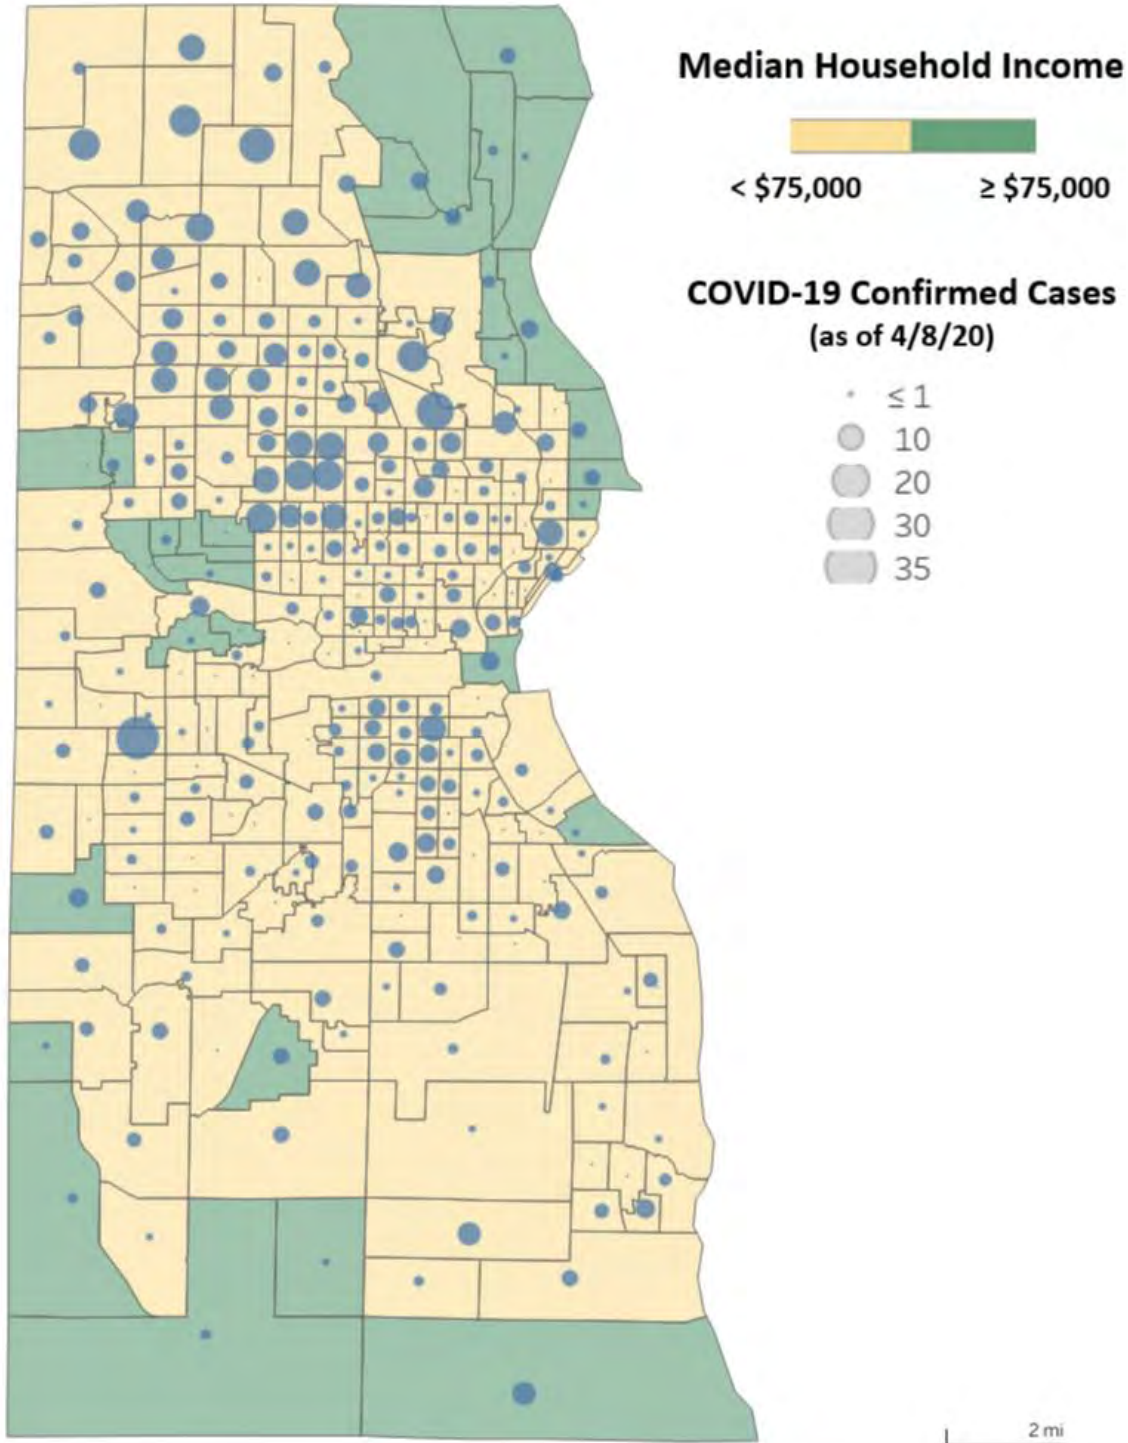 Median Household Income
< $75,000 ≥ $75,000
COVID-19 Confirmed Cases
(as of 4/8/20)
≤ 1
10
20
30
35
2 mi